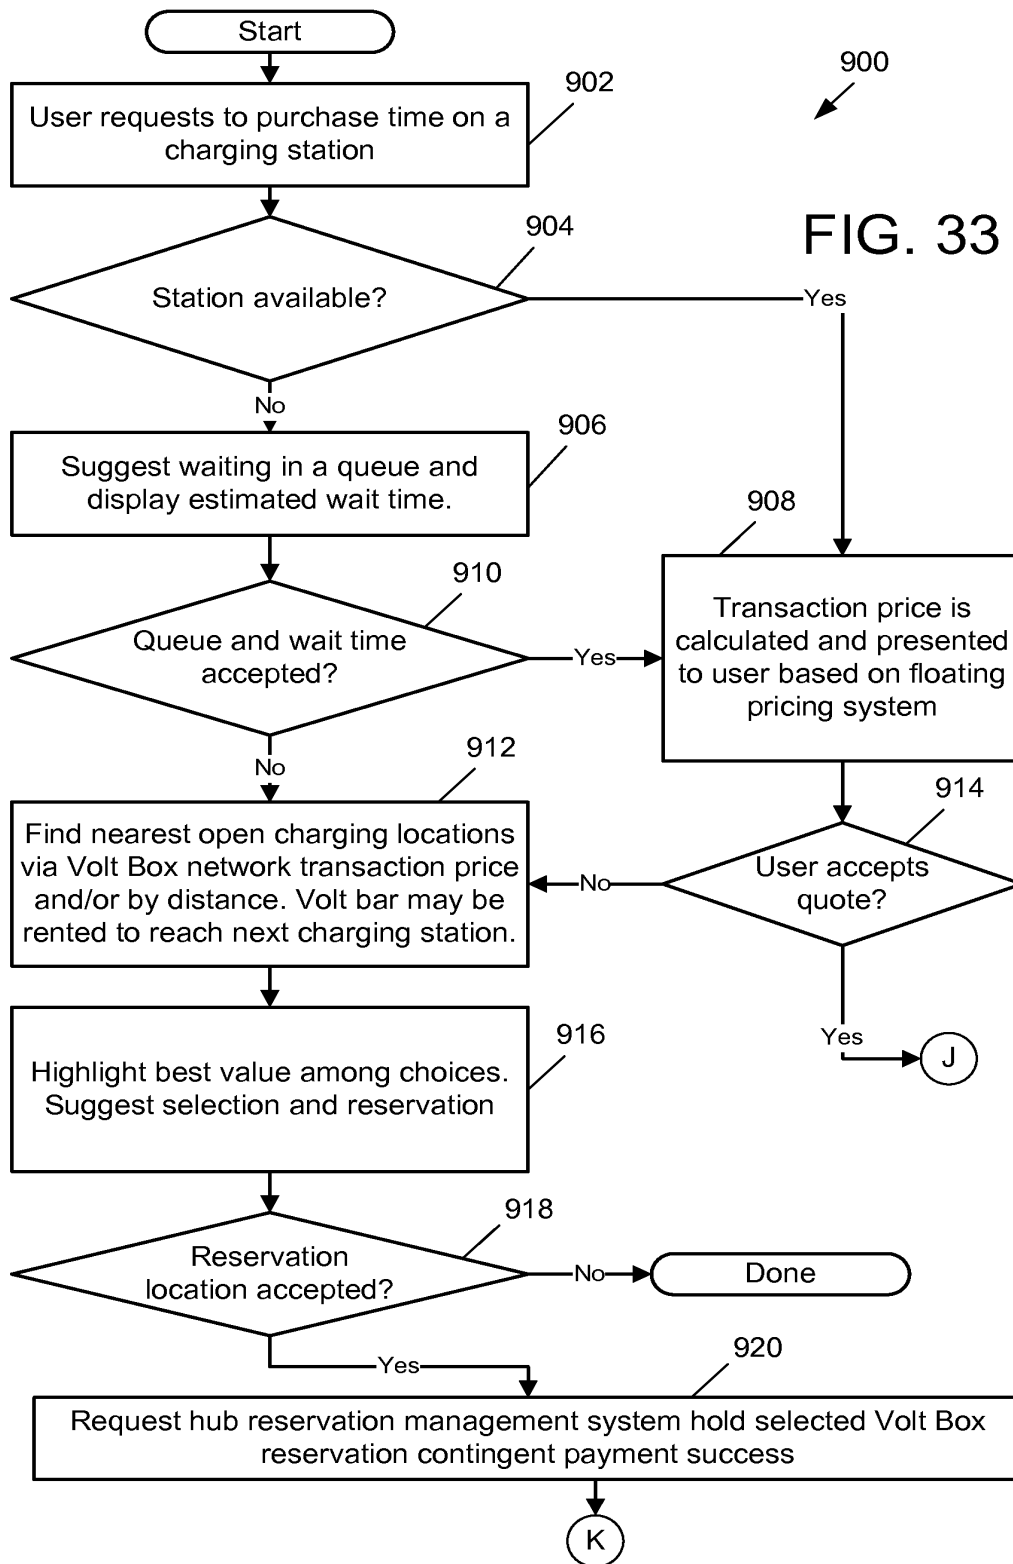 Start
900
902
User requests to purchase time on a
charging station
FIG. 33
904
Station available?
Yes
No
906
Suggest waiting in a queue and
display estimated wait time.
908
Transaction price is
calculated and presented
to user based on floating
pricing system
910
Queue and wait time
accepted?
Yes
No
912
Find nearest open charging locations
via Volt Box network transaction price
and/or by distance. Volt bar may be
rented to reach next charging station.
914
User accepts
quote?
No
Yes
J
916
Highlight best value among choices.
Suggest selection and reservation
918
Reservation
location accepted?
No
Done
Yes
920
Request hub reservation management system hold selected Volt Box
reservation contingent payment success
K